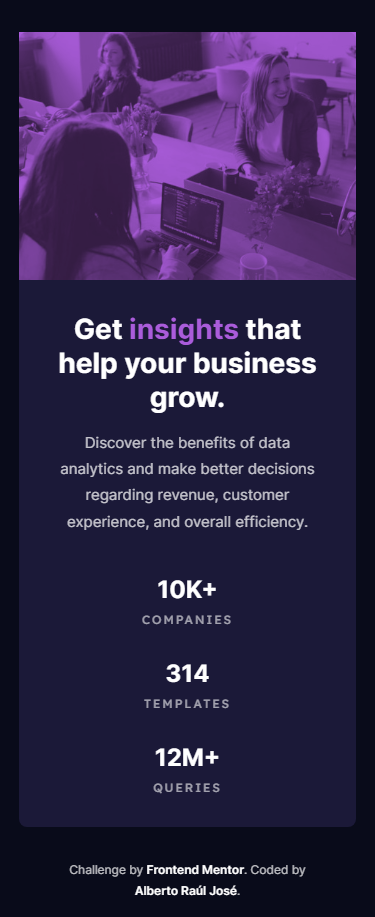 Get insights that
help your business
grow.
Discover the benefits of data
analytics and make better decisions
regarding revenue, customer
experience, and overall efficiency.
10K+
COMPANIES
314
TEMPLATES
12M+
QUERIES
Challenge by Frontend Mentor. Coded by
Alberto Raúl José.